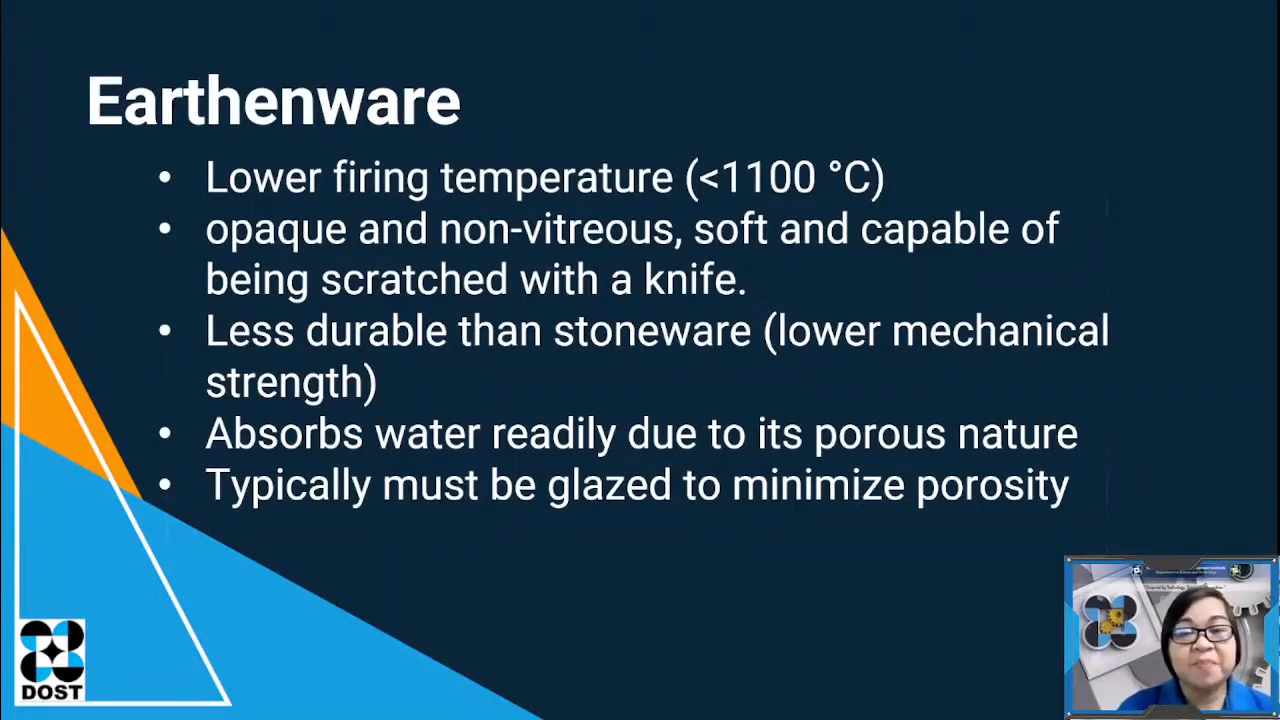 Earthenware
• Lower firing temperature (<1100 °C)
• opaque and non-vitreous, soft and capable of
being scratched with a knife.
• Less durable than stoneware (lower mechanical
strength)
• Absorbs water readily due to its porous nature
• Typically must be glazed to minimize porosity
DOST